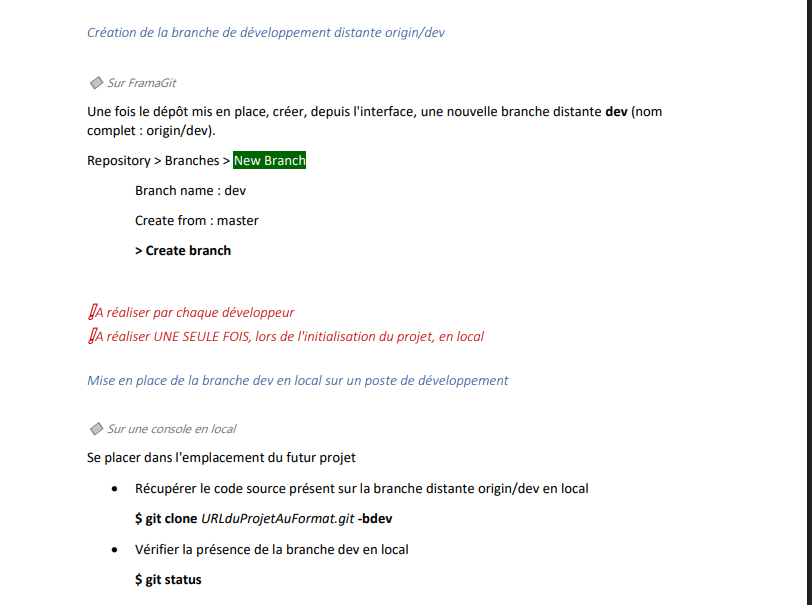 Création de la branche de développement distante origin/dev
Sur FramaGit
Une fois le dépôt mis en place, créer, depuis l'interface, une nouvelle branche distante dev (nom
complet : origin/dev).
Repository > Branches > New Branch
Branch name : dev
Create from : master
> Create branch
A réaliser par chaque développeur
A réaliser UNE SEULE FOIS, lors de l'initialisation du projet, en local
Mise en place de la branche dev en local sur un poste de développement
Sur une console en local
Se placer dans l'emplacement du futur projet
• Récupérer le code source présent sur la branche distante origin/dev en local
$ git clone URLduProjetAuFormat.git -bdev
• Vérifier la présence de la branche dev en local
$ git status